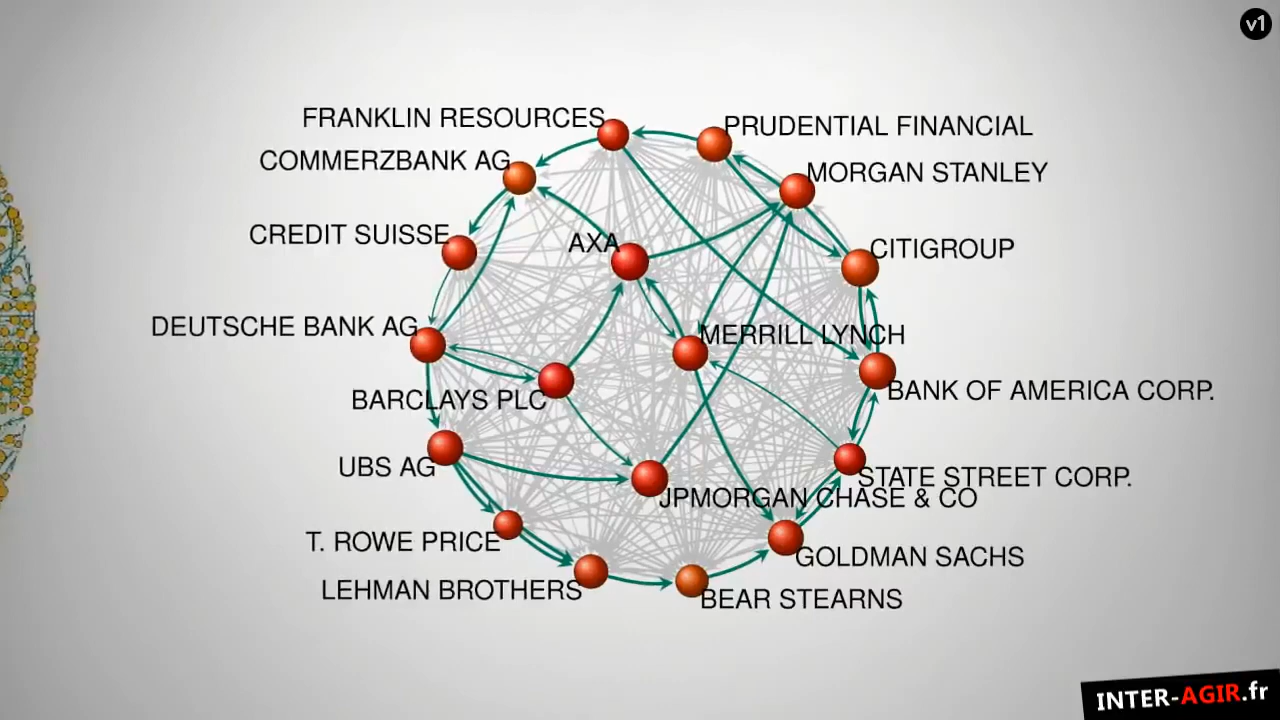 v1
FRANKLIN RESOURCES
PRUDENTIAL FINANCIAL
COMMERZBANK AG
MORGAN STANLEY
CREDIT SUISSE
AXA
CITIGROUP
DEUTSCHE BANK AG
MERRILL LYNCH
BANK OF AMERICA CORP.
BARCLAYS PLC
UBS AG
STATE STREET CORP.
JPMORGAN CHASE & CO
T. ROWE PRICE
GOLDMAN SACHS
LEHMAN BROTHERS
BEAR STEARNS
INTER-AGIR.fr